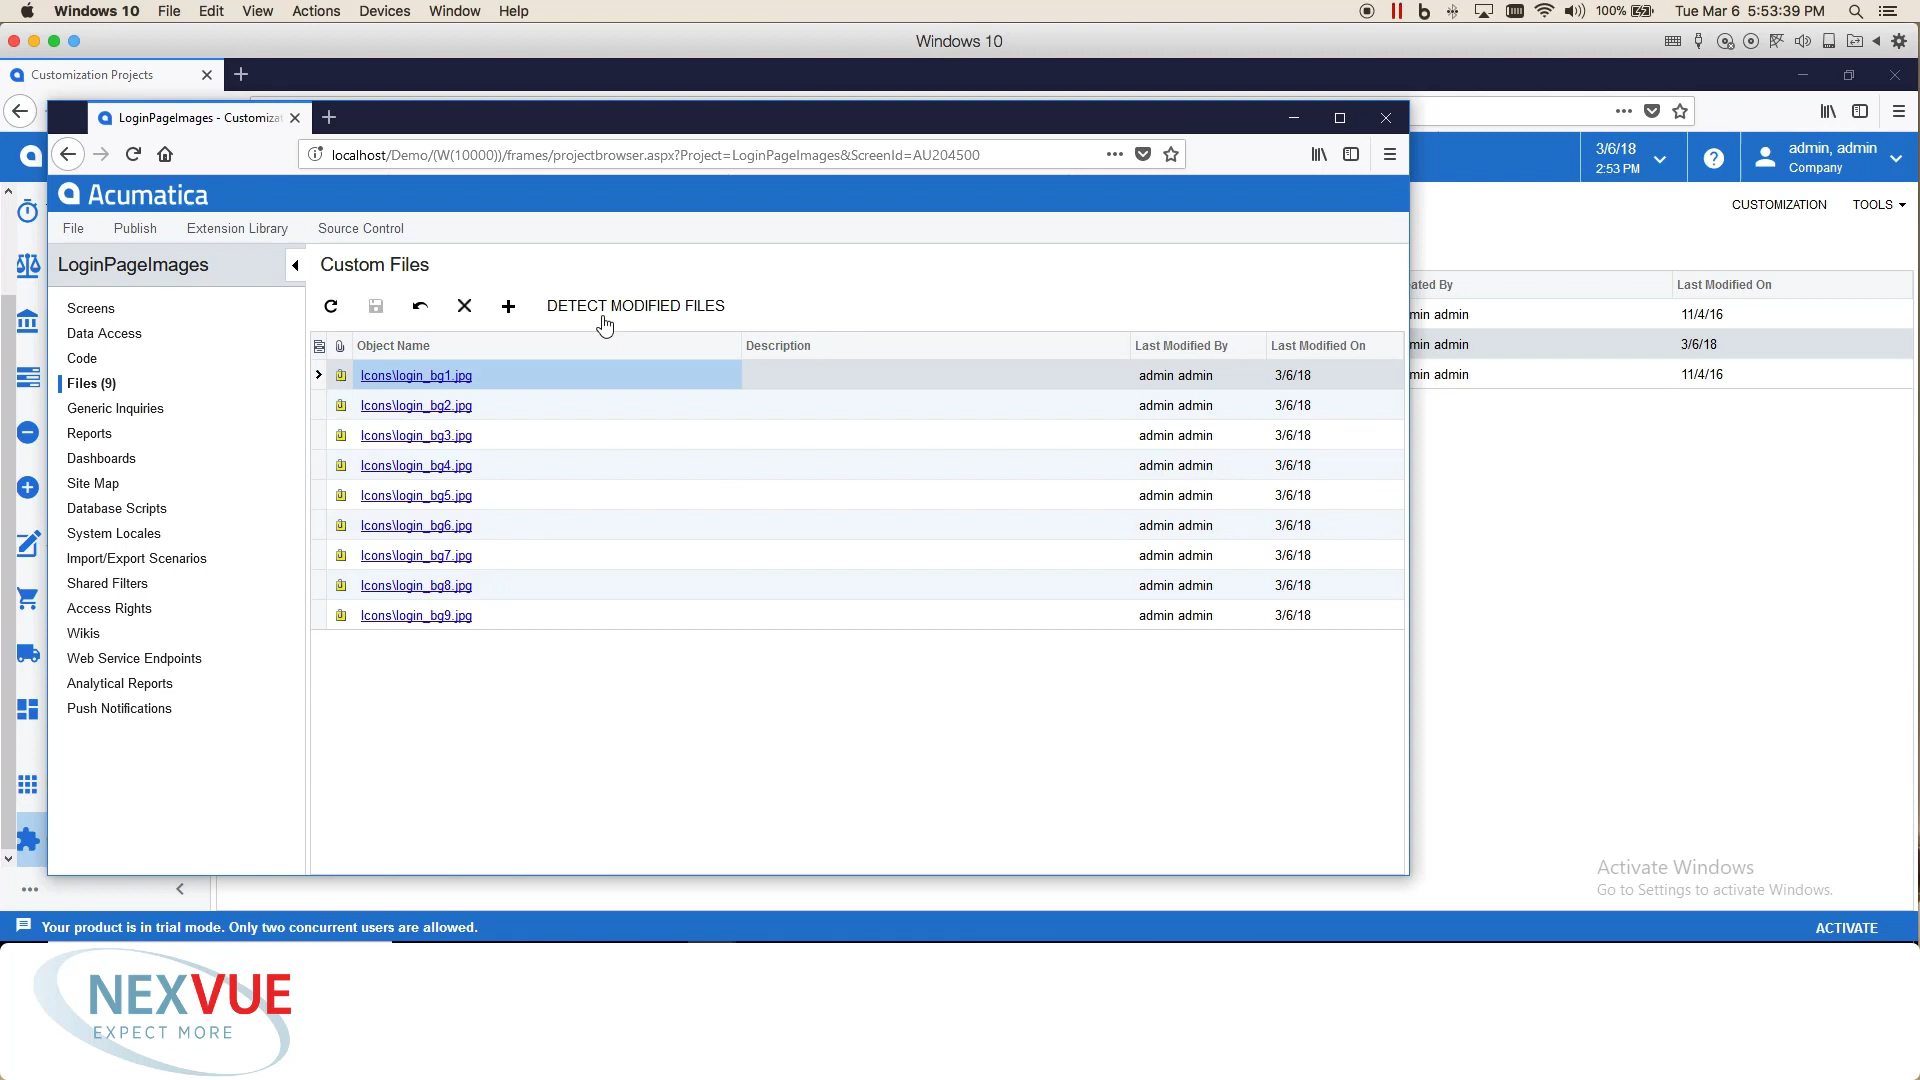 Windows 10 File Edit View Actions Devices Window Help 100% Tue Mar 6 5:53:39 PM
Windows 10
Customization Projects
LoginPageImages - Customizat
localhost/Demo/(W(10000))/frames/projectbrowser.aspx?Project=LoginPageImages&ScreenId=AU204500
3/6/18
2:53 PM
admin, admin
Company
Acumatica
CUSTOMIZATION TOOLS
File Publish Extension Library Source Control
LoginPageImages
Custom Files
DETECT MODIFIED FILES
Screens
Data Access
Code
Files (9)
Generic Inquiries
Reports
Dashboards
Site Map
Database Scripts
System Locales
Import/Export Scenarios
Shared Filters
Access Rights
Wikis
Web Service Endpoints
Analytical Reports
Push Notifications
Object Name Description Last Modified By Last Modified On
Icons\login_bg1.jpg admin admin 3/6/18
Icons\login_bg2.jpg admin admin 3/6/18
Icons\login_bg3.jpg admin admin 3/6/18
Icons\login_bg4.jpg admin admin 3/6/18
Icons\login_bg5.jpg admin admin 3/6/18
Icons\login_bg6.jpg admin admin 3/6/18
Icons\login_bg7.jpg admin admin 3/6/18
Icons\login_bg8.jpg admin admin 3/6/18
Icons\login_bg9.jpg admin admin 3/6/18
ated By Last Modified On
min admin 11/4/16
min admin 3/6/18
min admin 11/4/16
Activate Windows
Go to Settings to activate Windows.
Your product is in trial mode. Only two concurrent users are allowed. ACTIVATE
NEXVUE
EXPECT MORE